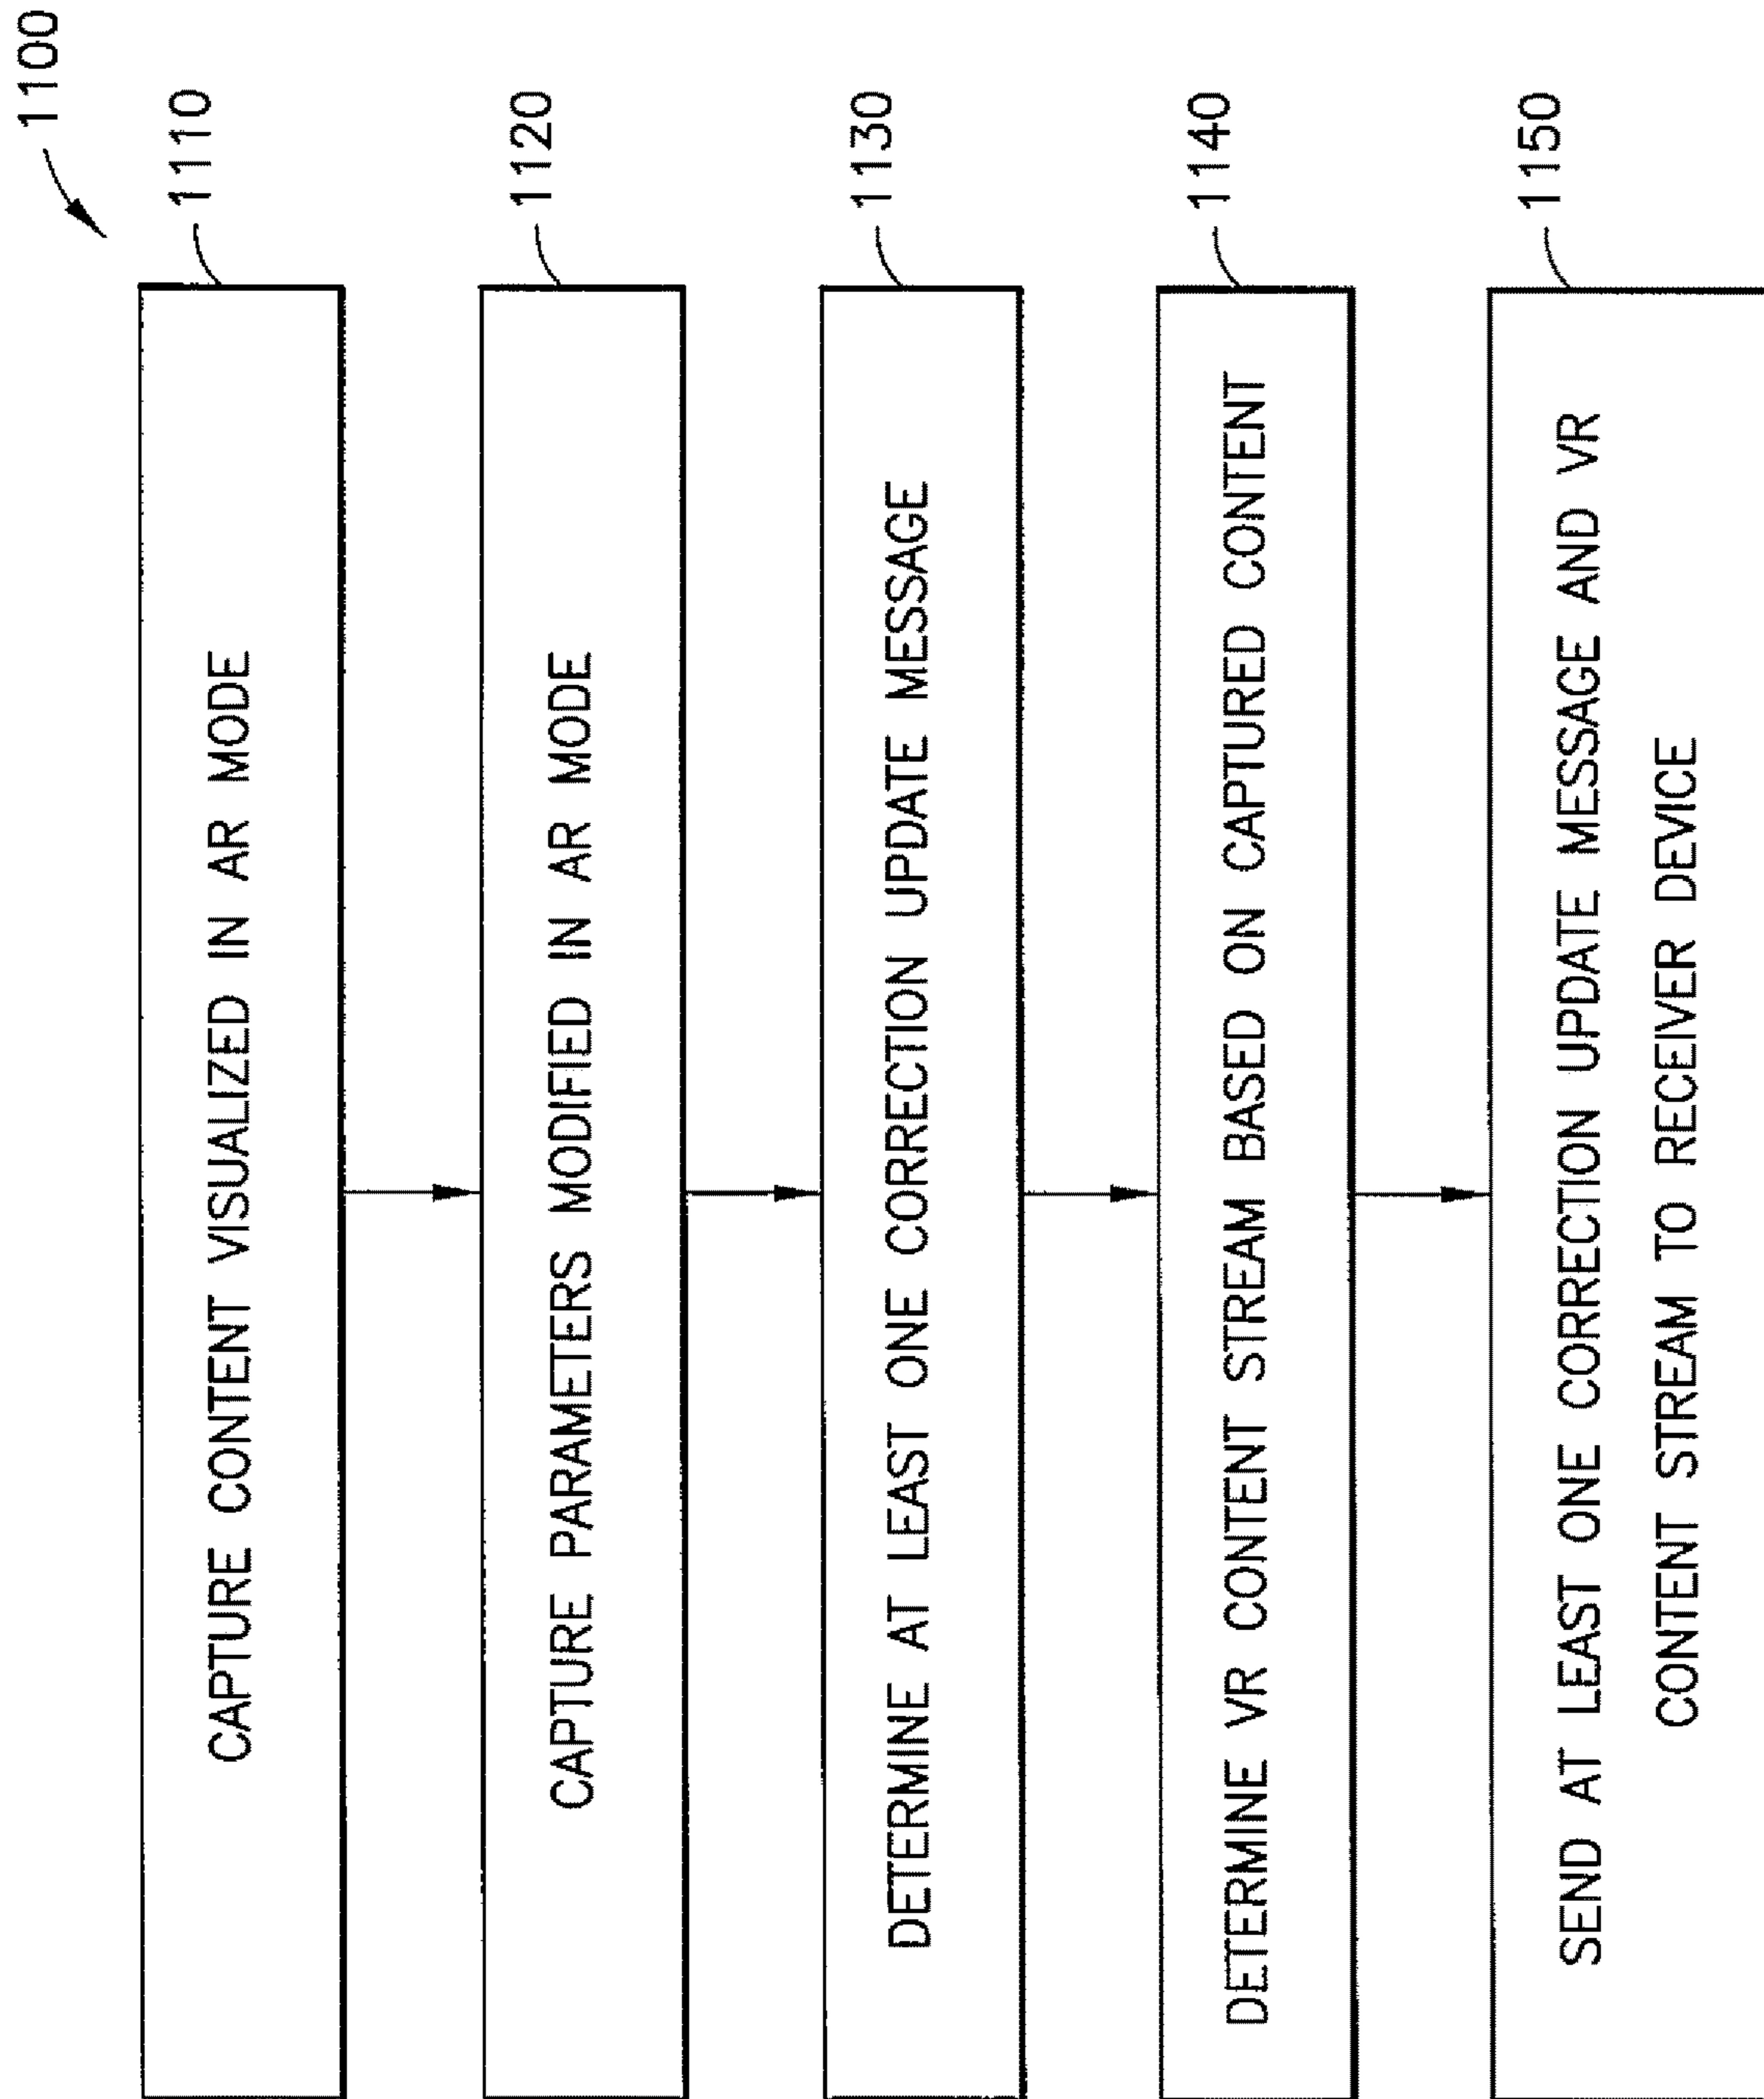 1100
CAPTURE CONTENT VISUALIZED IN AR MODE
1110
CAPTURE PARAMETERS MODIFIED IN AR MODE
1120
DETERMINE AT LEAST ONE CORRECTION UPDATE MESSAGE
1130
DETERMINE VR CONTENT STREAM BASED ON CAPTURED CONTENT
1140
SEND AT LEAST ONE CORRECTION UPDATE MESSAGE AND VR
CONTENT STREAM TO RECEIVER DEVICE
1150